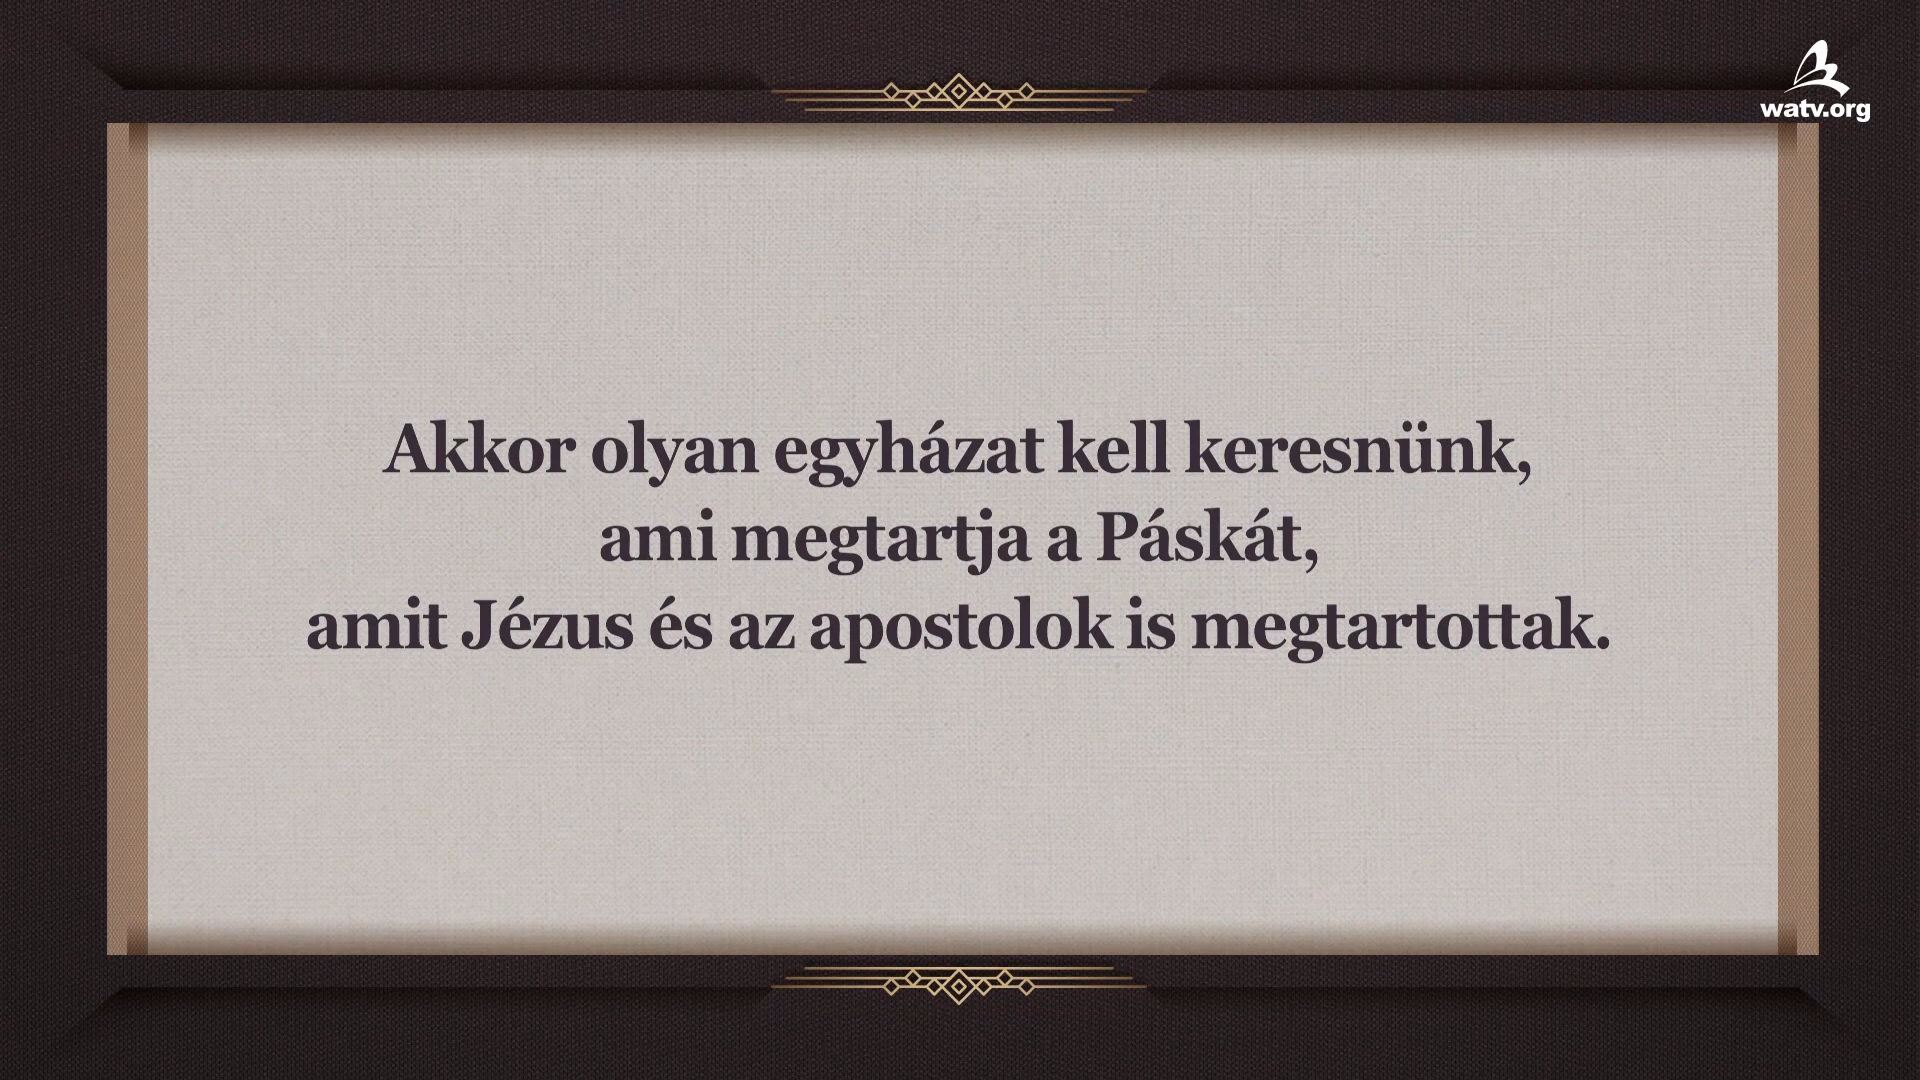 watv.org
Akkor olyan egyházat kell keresnünk,
ami megtartja a Páskát,
amit Jézus és az apostolok is megtartottak.